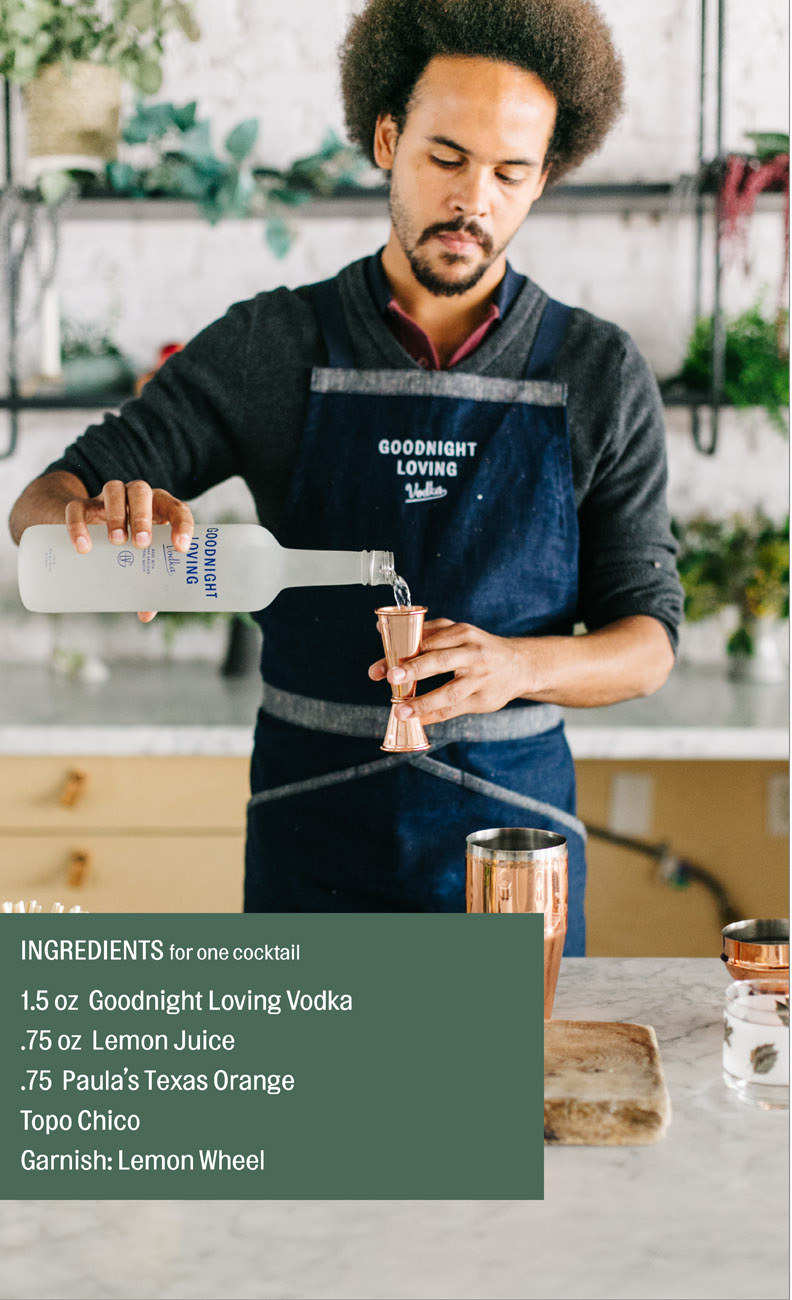 GOODNIGHT
LOVING
Vodka
GOODNIGHT
LOVING
Vodka
INGREDIENTS for one cocktail
1.5 oz Goodnight Loving Vodka
.75 oz Lemon Juice
.75 Paula's Texas Orange
Topo Chico
Garnish: Lemon Wheel